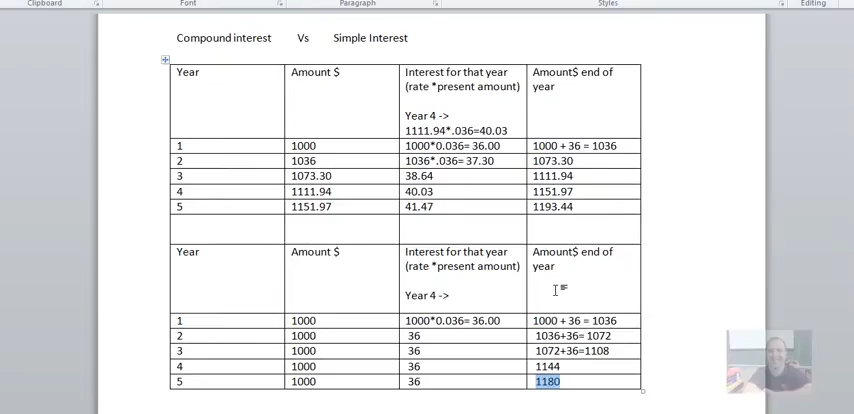 Clipboard Font Paragraph Styles Editing
Compound interest Vs Simple Interest
Year Amount $ Interest for that year Amount$ end of
(rate *present amount) year
Year 4 ->
1111.94*.036=40.03
1 1000 1000*0.036= 36.00 1000 + 36 = 1036
2 1036 1036*.036= 37.30 1073.30
3 1073.30 38.64 1111.94
4 1111.94 40.03 1151.97
5 1151.97 41.47 1193.44
Year Amount $ Interest for that year Amount$ end of
(rate *present amount) year
Year 4 ->
1 1000 1000*0.036= 36.00 1000 + 36 = 1036
2 1000 36 1036+36= 1072
3 1000 36 1072+36=1108
4 1000 36 1144
5 1000 36 1180